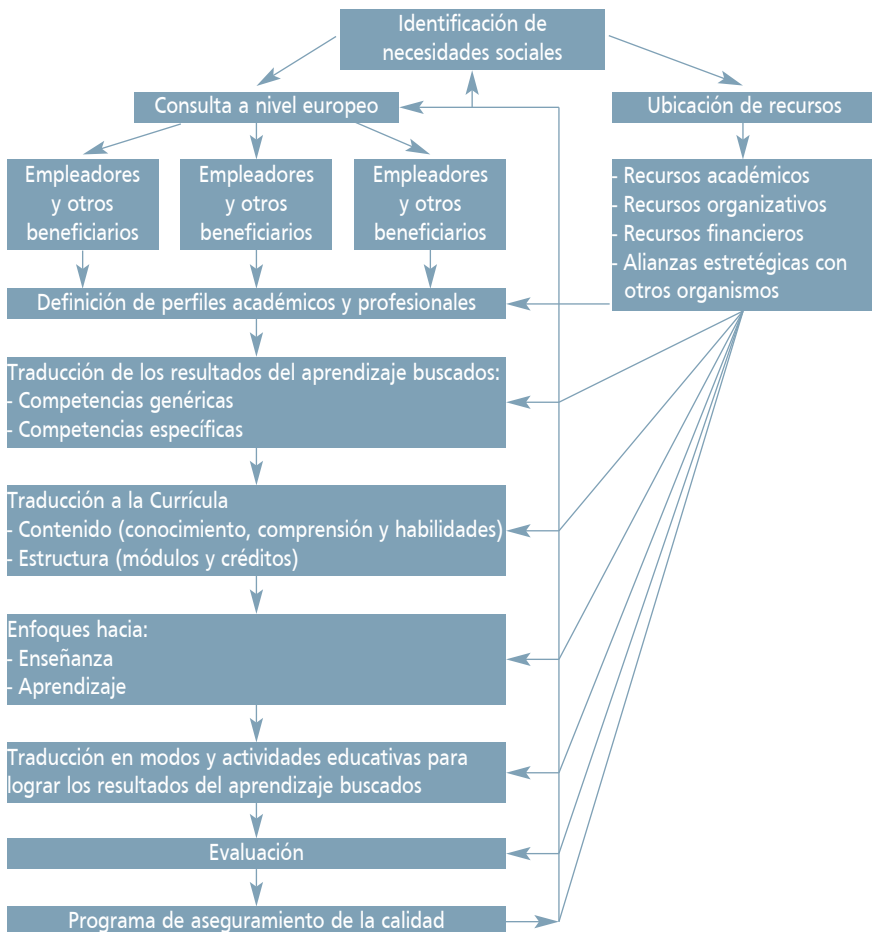 Identificación de
necesidades sociales
Consulta a nivel europeo
Ubicación de recursos
Empleadores
y otros
beneficiarios
Empleadores
y otros
beneficiarios
Empleadores
y otros
beneficiarios
- Recursos académicos
- Recursos organizativos
- Recursos financieros
- Alianzas estretégicas con
otros organismos
Definición de perfiles académicos y profesionales
Traducción de los resultados del aprendizaje buscados:
- Competencias genéricas
- Competencias específicas
Traducción a la Currícula
- Contenido (conocimiento, comprensión y habilidades)
- Estructura (módulos y créditos)
Enfoques hacia:
- Enseñanza
- Aprendizaje
Traducción en modos y actividades educativas para
lograr los resultados del aprendizaje buscados
Evaluación
Programa de aseguramiento de la calidad